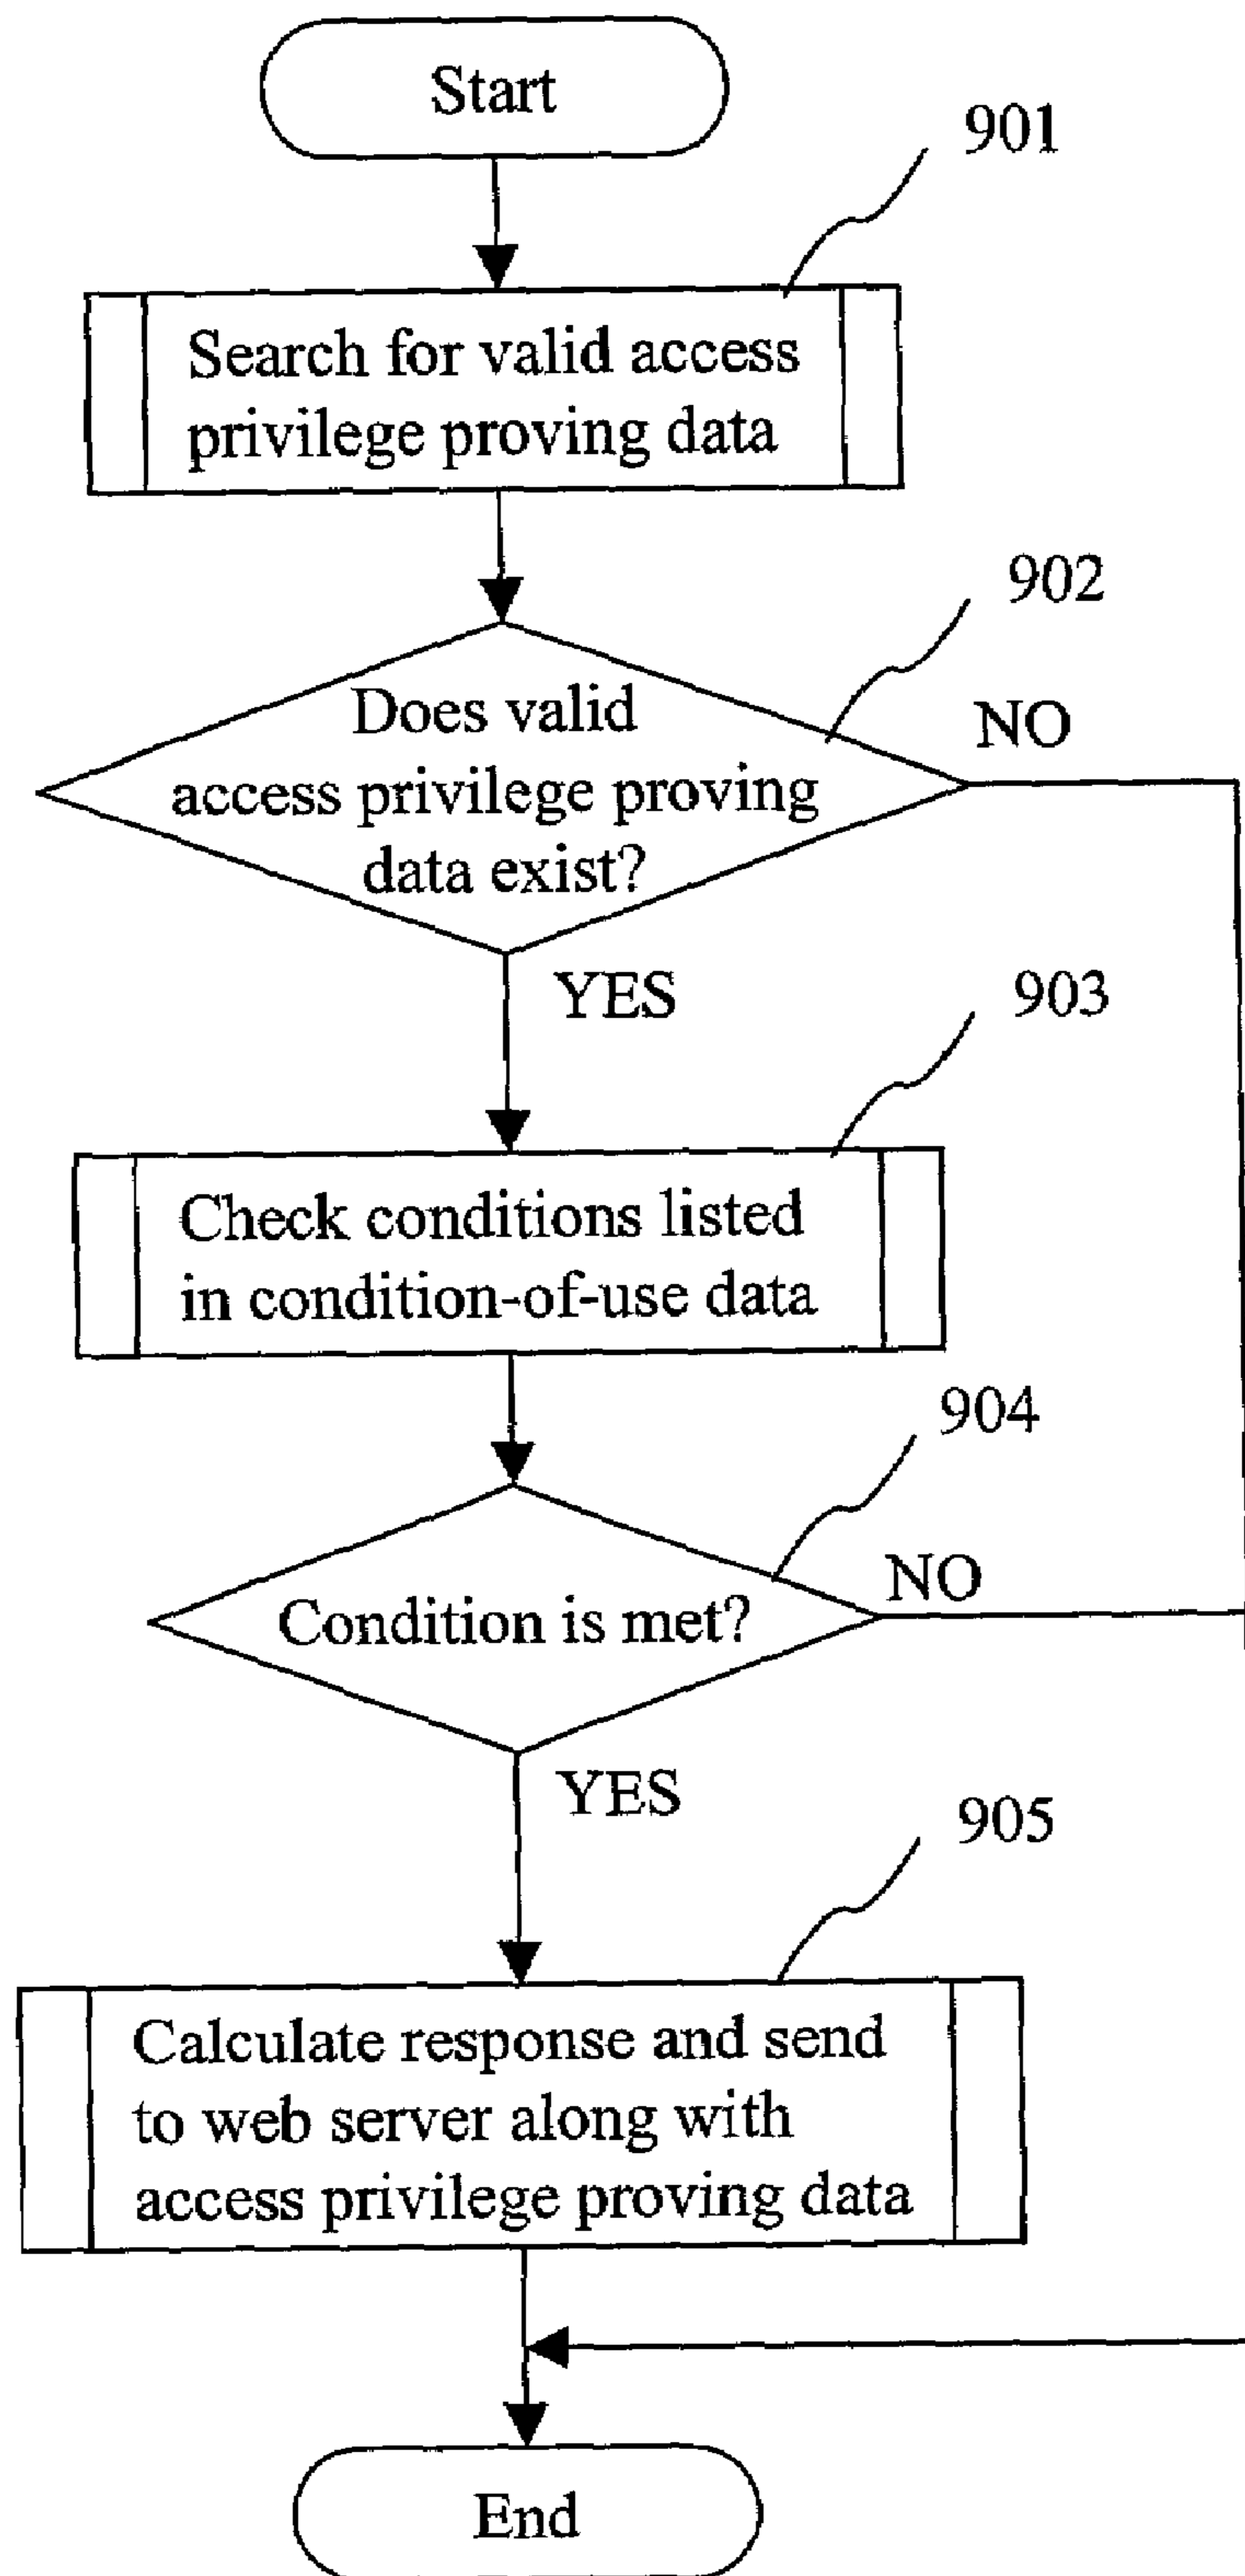 Start
901
Search for valid access
privilege proving data
902
Does valid
access privilege proving
data exist?
NO
YES
903
Check conditions listed
in condition-of-use data
904
Condition is met?
NO
YES
905
Calculate response and send
to web server along with
access privilege proving data
End